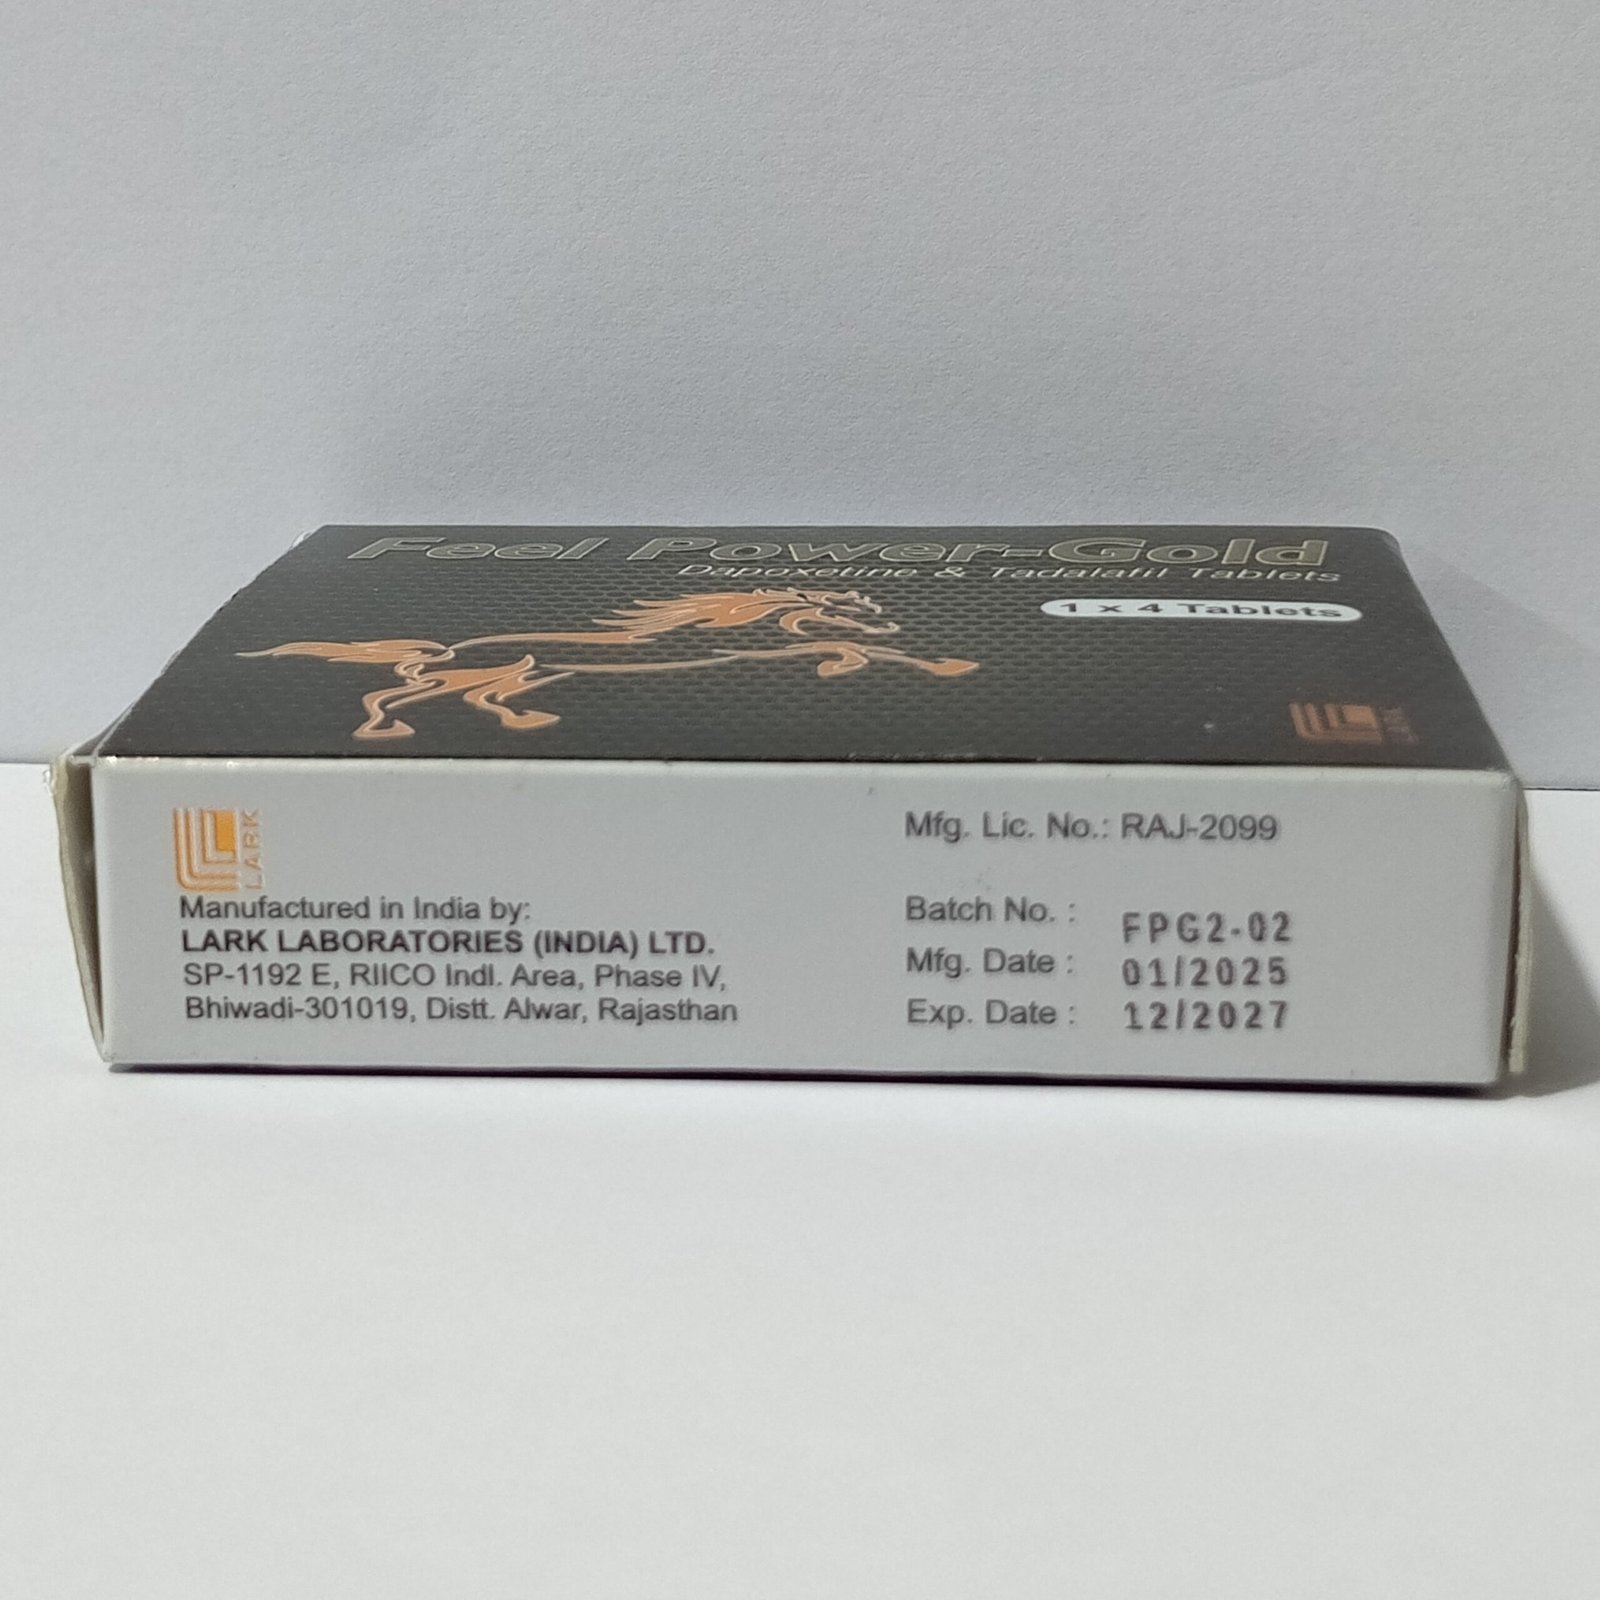 Feel Power-Gold
Dapoxetine & Tadalafil Tablets
1 x 4 Tablets
LARK
LARK
Manufactured in India by:
LARK LABORATORIES (INDIA) LTD.
SP-1192 E, RIICO Indl. Area, Phase IV,
Bhiwadi-301019, Distt. Alwar, Rajasthan
Mfg. Lic. No.: RAJ-2099
Batch No. : FPG2-02
Mfg. Date : 01/2025
Exp. Date : 12/2027